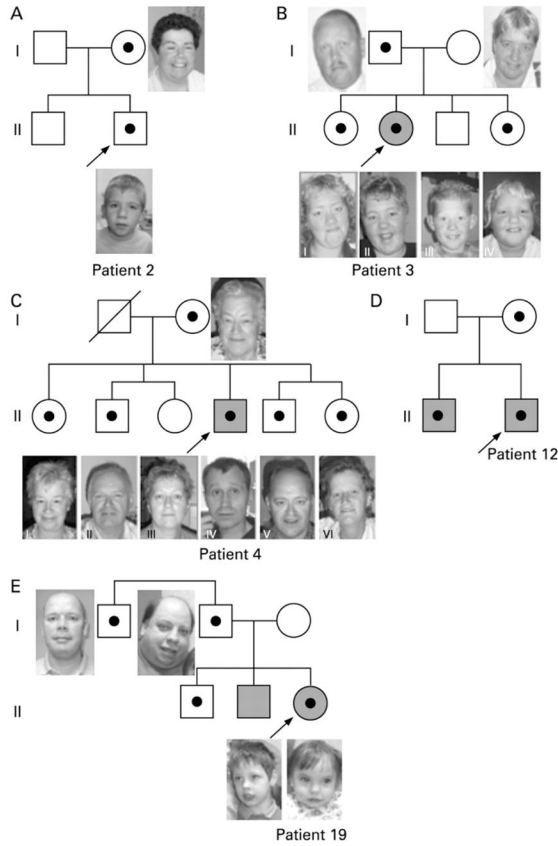 A
B
I
I
II
II
I
II
III
IV
Patient 2
Patient 3
C
D
I
I
II
II
Patient 12
I
II
III
IV
V
VI
Patient 4
E
I
II
Patient 19